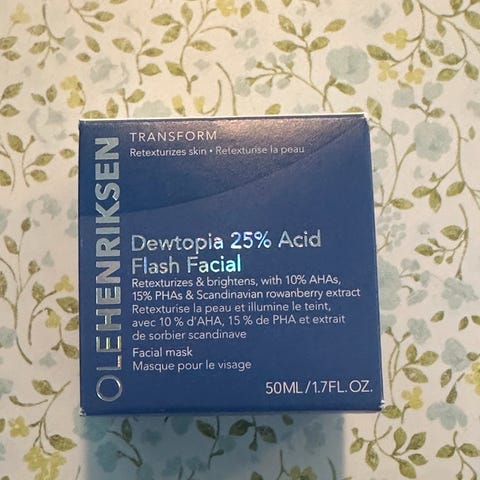 OLEHENRIKSEN
TRANSFORM
Retexturizes skin • Retexturise la peau
Dewtopia 25% Acid
Flash Facial
Retexturizes & brightens, with 10% AHAs,
15% PHAs & Scandinavian rowanberry extract
Retexturise la peau et illumine le teint,
avec 10 % d'AHA, 15 % de PHA et extrait
de sorbier scandinave
Facial mask
Masque pour le visage
50ML/1.7FL.OZ.